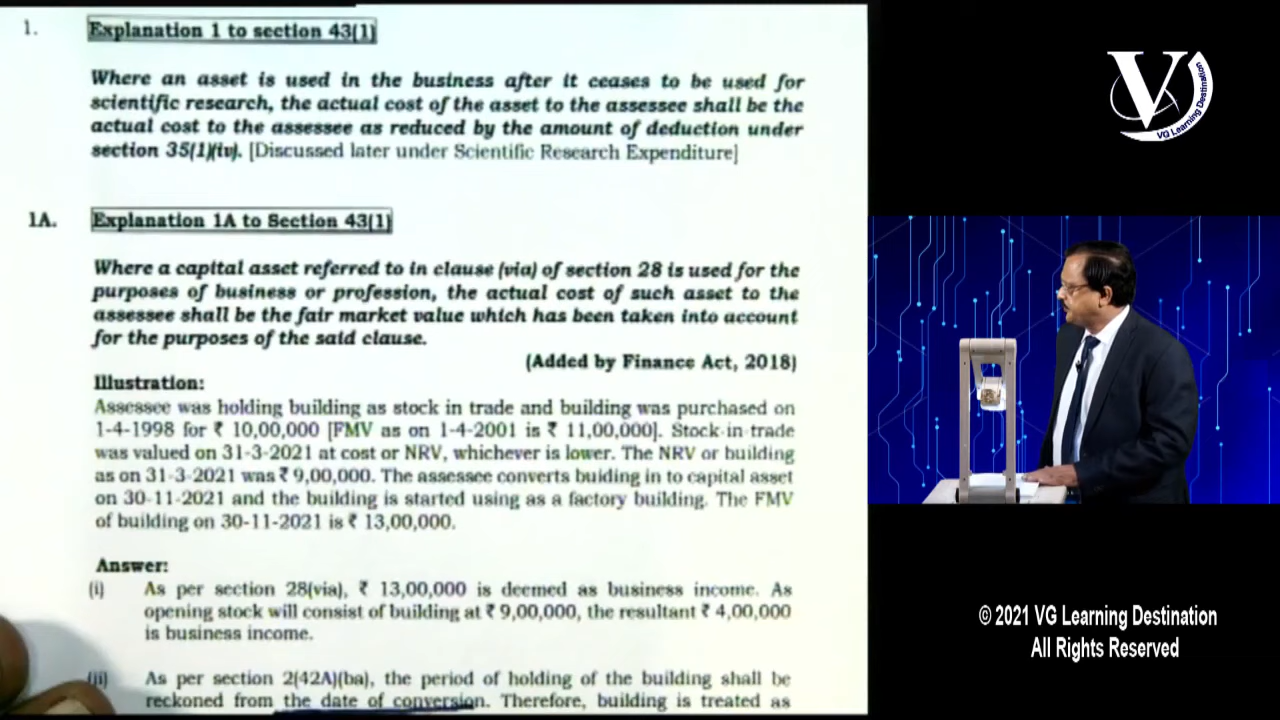 1. Explanation 1 to section 43(1)
Where an asset is used in the business after it ceases to be used for
scientific research, the actual cost of the asset to the assessee shall be the
actual cost to the assessee as reduced by the amount of deduction under
section 35(1)(iv). [Discussed later under Scientific Research Expenditure]
1A. Explanation 1A to Section 43(1)
Where a capital asset referred to in clause (via) of section 28 is used for the
purposes of business or profession, the actual cost of such asset to the
assessee shall be the fair market value which has been taken into account
for the purposes of the said clause.
(Added by Finance Act, 2018)
Illustration:
Assessee was holding building as stock in trade and building was purchased on
1-4-1998 for ₹ 10,00,000 [FMV as on 1-4-2001 is ₹ 11,00,000]. Stock-in-trade
was valued on 31-3-2021 at cost or NRV, whichever is lower. The NRV or building
as on 31-3-2021 was ₹ 9,00,000. The assessee converts buiding in to capital asset
on 30-11-2021 and the building is started using as a factory building. The FMV
of building on 30-11-2021 is ₹ 13,00,000.
Answer:
(i) As per section 28(via), ₹ 13,00,000 is deemed as business income. As
opening stock will consist of building at ₹ 9,00,000, the resultant ₹ 4,00,000
is business income.
(ii) As per section 2(42A)(ba), the period of holding of the building shall be
reckoned from the date of conversion. Therefore, building is treated as
V
VG Learning Destination
© 2021 VG Learning Destination
All Rights Reserved